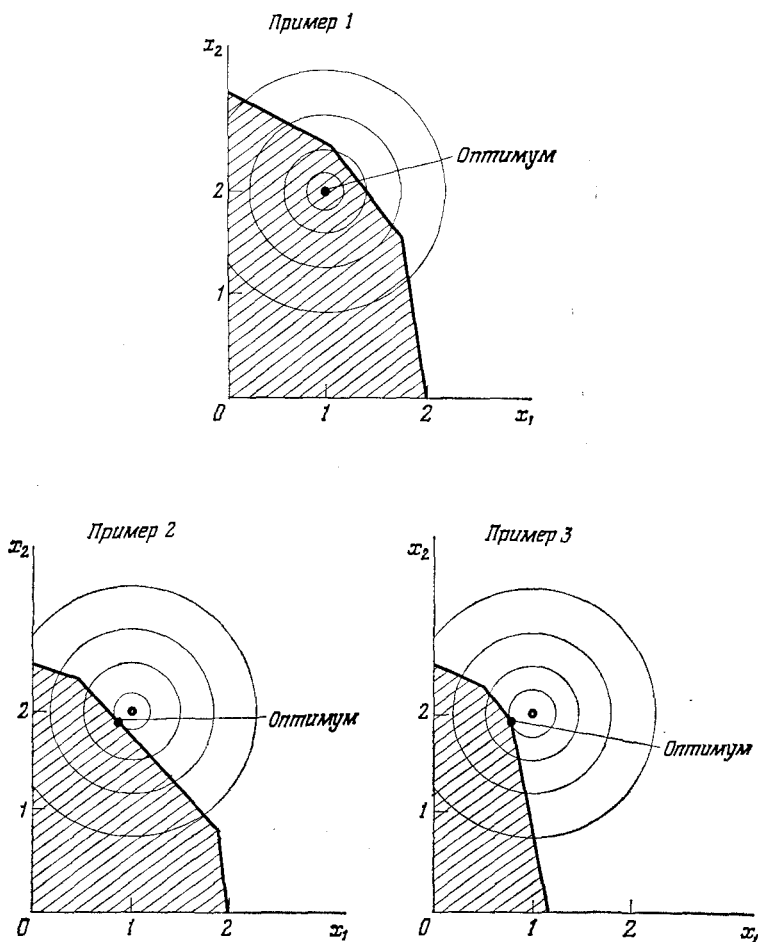 Пример 1
x₂
Оптимум
2
1
0 1 2 x₁
Пример 2
x₂
2
Оптимум
1
0 1 2 x₁
Пример 3
x₂
2
Оптимум
1
0 1 2 x₁